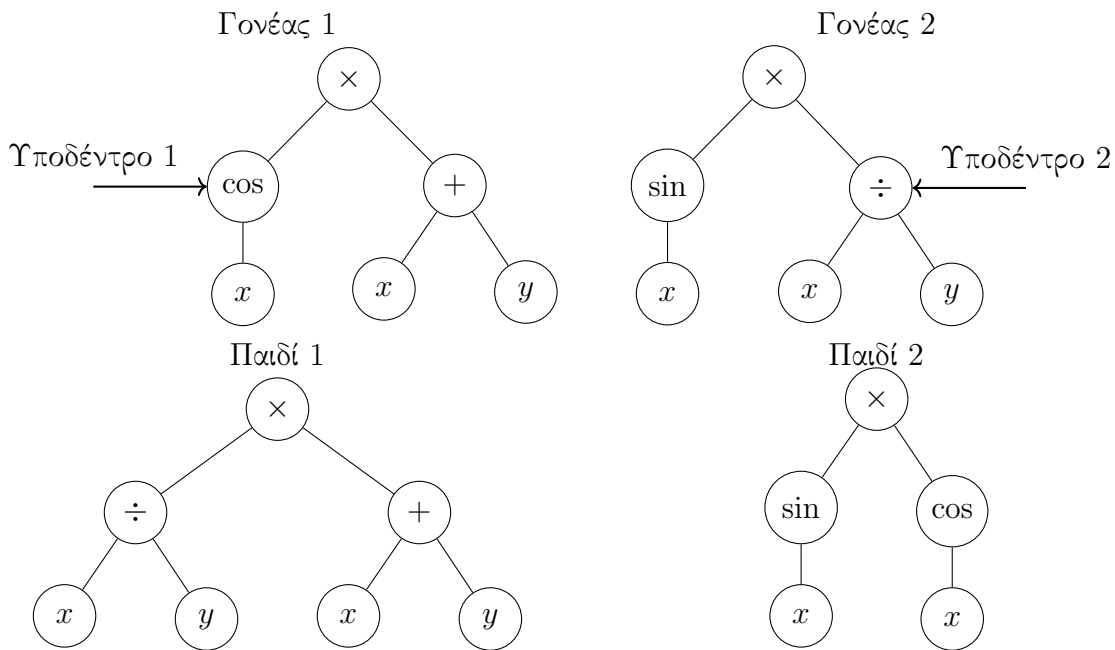 Γονέας 1 Γονέας 2
× ×
Υποδέντρο 1 cos + sin ÷ Υποδέντρο 2
x x y x x y
Παιδί 1 Παιδί 2
× ×
÷ + sin cos
x y x y x x